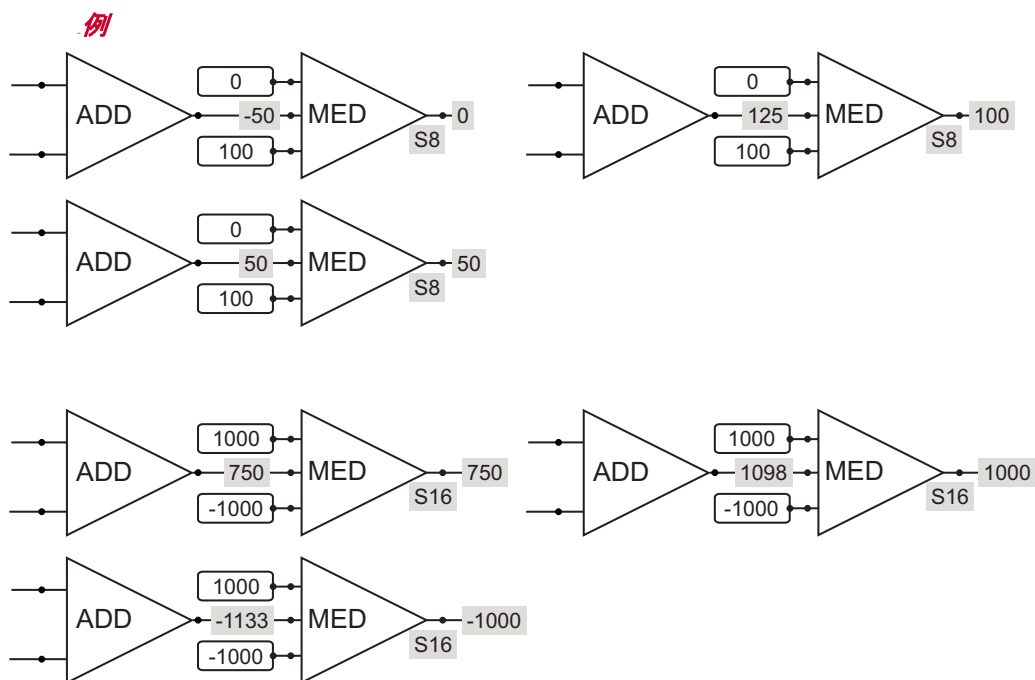 例
0 0
ADD -50 MED 0 ADD 125 MED 100
100 S8 100 S8
0
ADD 50 MED 50
100 S8
1000 1000
ADD 750 MED 750 ADD 1098 MED 1000
-1000 S16 -1000 S16
1000
ADD -1133 MED -1000
-1000 S16